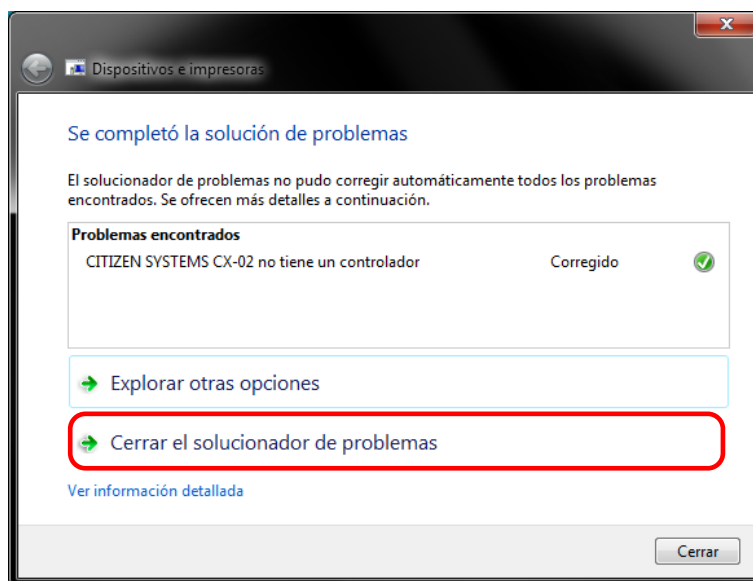 Dispositivos e impresoras
Se completó la solución de problemas
El solucionador de problemas no pudo corregir automáticamente todos los problemas
encontrados. Se ofrecen más detalles a continuación.
Problemas encontrados
CITIZEN SYSTEMS CX-02 no tiene un controlador Corregido
Explorar otras opciones
Cerrar el solucionador de problemas
Ver información detallada
Cerrar